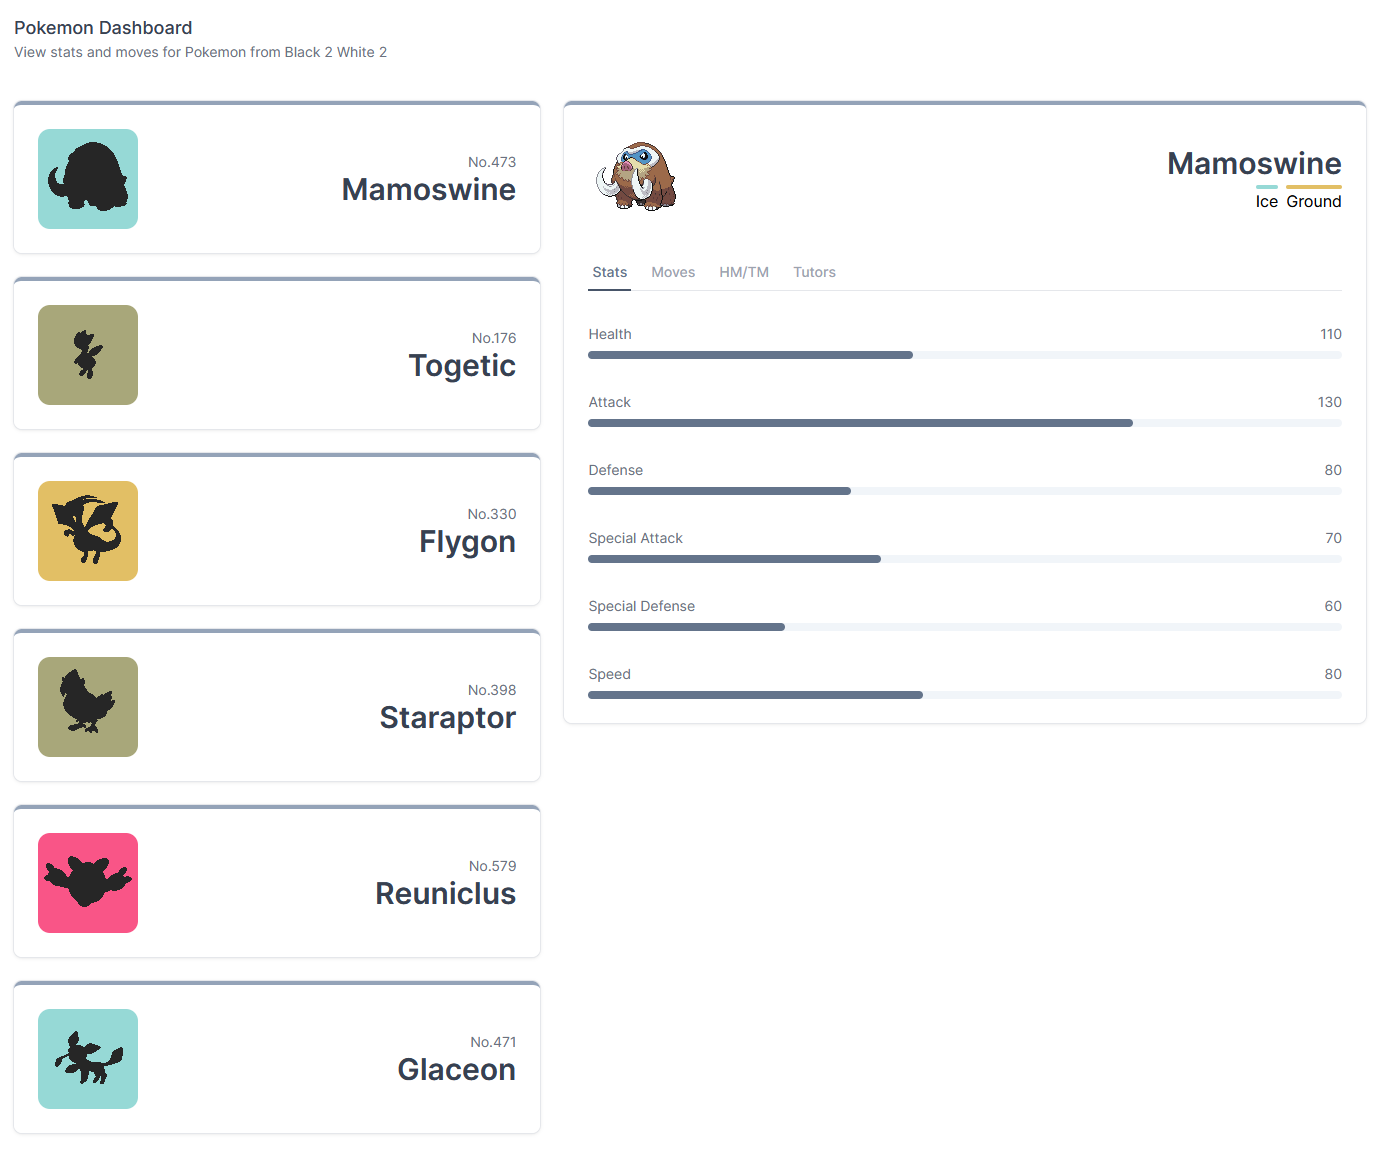 Pokemon Dashboard
View stats and moves for Pokemon from Black 2 White 2
No.473
Mamoswine
No.176
Togetic
No.330
Flygon
No.398
Staraptor
No.579
Reuniclus
No.471
Glaceon
Mamoswine
Ice Ground
Stats Moves HM/TM Tutors
Health 110
Attack 130
Defense 80
Special Attack 70
Special Defense 60
Speed 80